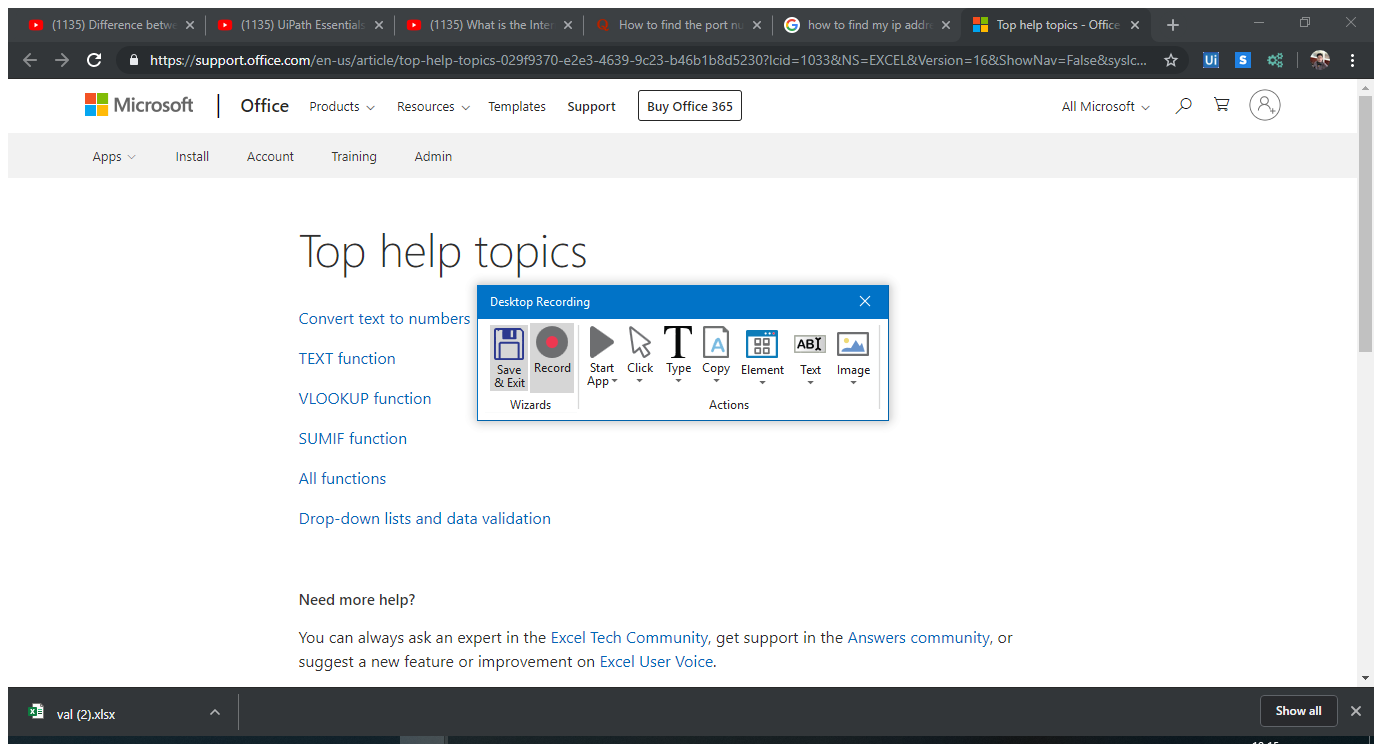 (1135) Difference betwe
(1135) UiPath Essentials
(1135) What is the Inter
How to find the port nu
how to find my ip addre
Top help topics - Office
https://support.office.com/en-us/article/top-help-topics-029f9370-e2e3-4639-9c23-b46b1b8d5230?lcid=1033&NS=EXCEL&Version=16&ShowNav=False&syslc...
Ui
S
Microsoft
Office
Products
Resources
Templates
Support
Buy Office 365
All Microsoft
Apps
Install
Account
Training
Admin
Top help topics
Convert text to numbers
TEXT function
VLOOKUP function
SUMIF function
All functions
Drop-down lists and data validation
Desktop Recording
Save & Exit
Record
Start App
Click
Type
Copy
Element
Text
Image
Wizards
Actions
Need more help?
You can always ask an expert in the Excel Tech Community, get support in the Answers community, or
suggest a new feature or improvement on Excel User Voice.
val (2).xlsx
Show all